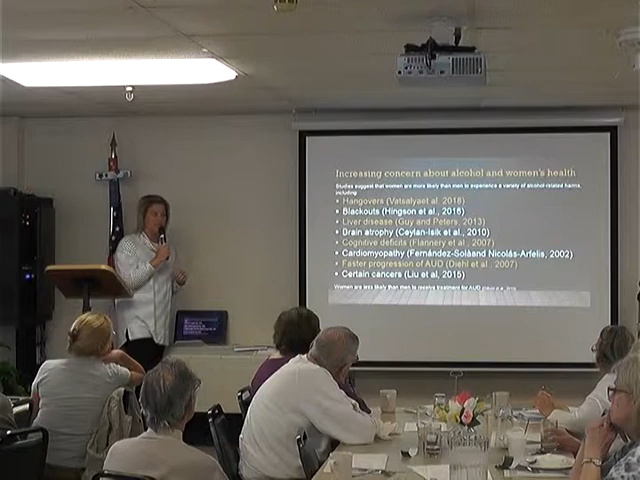 Increasing concern about alcohol and women's health
Studies suggest that women are more likely than men to experience a variety of alcohol-related harms,
including:
• Hangovers (Vatsalyaet al. 2018)
• Blackouts (Hingson et al., 2016)
• Liver disease (Guy and Peters, 2013)
• Brain atrophy (Ceylan-Isik et al., 2010)
• Cognitive deficits (Flannery et al., 2007)
• Cardiomyopathy (Fernández-Solàand Nicolás-Arfelis, 2002)
• Faster progression of AUD (Diehl et al., 2007)
• Certain cancers (Liu et al, 2015)
Women are less likely than men to receive treatment for AUD